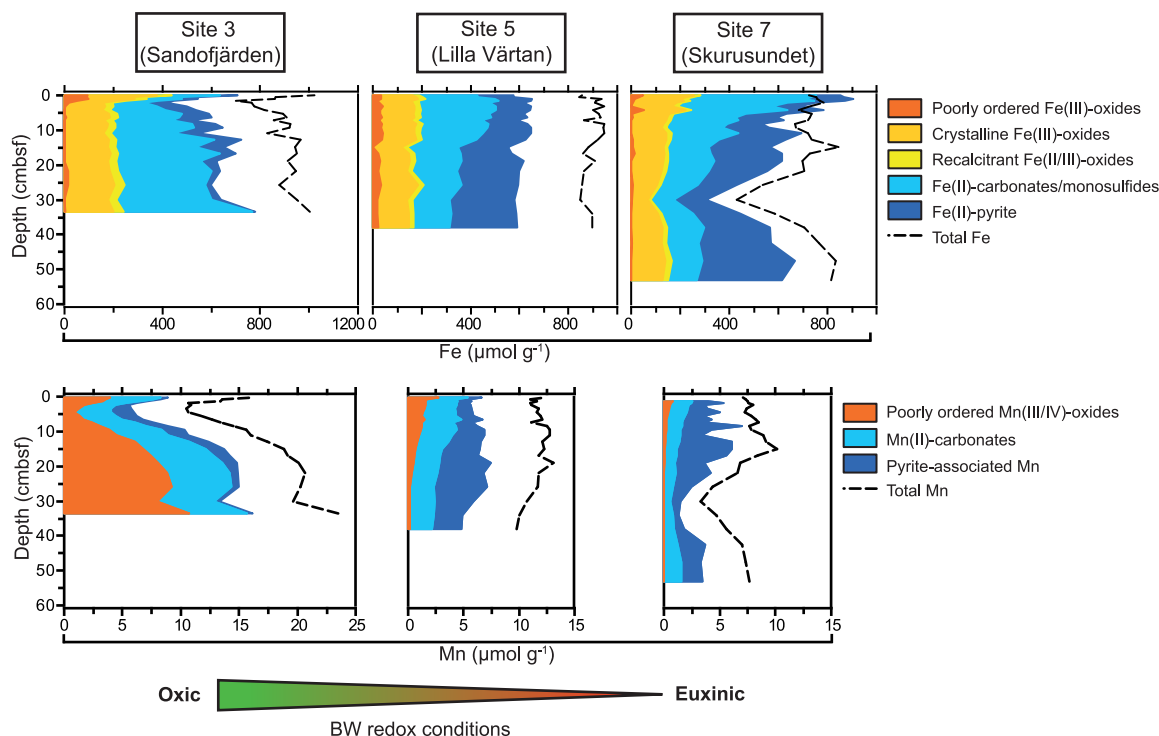 Site 3
(Sandofjärden)
Site 5
(Lilla Värtan)
Site 7
(Skurusundet)
Depth (cmbsf)
0
10
20
30
40
50
60
0
400
800
1200
0
200
400
600
800
0
400
800
Fe (µmol g⁻¹)
Poorly ordered Fe(III)-oxides
Crystalline Fe(III)-oxides
Recalcitrant Fe(II/III)-oxides
Fe(II)-carbonates/monosulfides
Fe(II)-pyrite
Total Fe
Depth (cmbsf)
0
10
20
30
40
50
60
0
5
10
15
20
25
0
5
10
15
0
5
10
15
Mn (µmol g⁻¹)
Poorly ordered Mn(III/IV)-oxides
Mn(II)-carbonates
Pyrite-associated Mn
Total Mn
Oxic
Euxinic
BW redox conditions